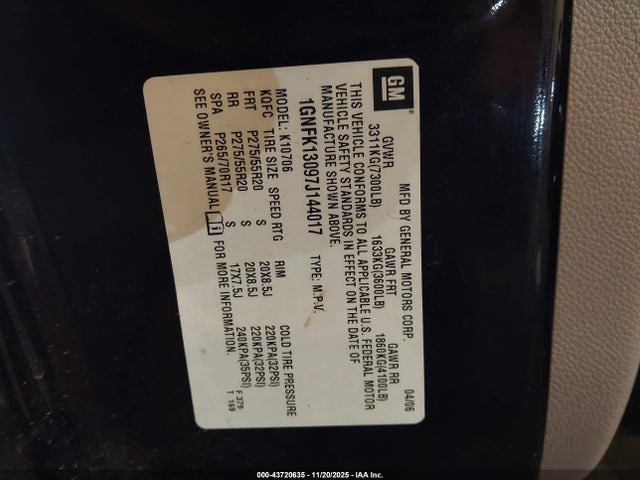 GM
MFD BY GENERAL MOTORS CORP. 04/06
GVWR GAWR FRT GAWR RR
3311KG(7300LB) 1633KG(3600LB) 1860KG(4100LB)
THIS VEHICLE CONFORMS TO ALL APPLICABLE U.S. FEDERAL MOTOR
VEHICLE SAFETY STANDARDS IN EFFECT ON THE DATE OF
MANUFACTURE SHOWN ABOVE.
1GNFK13097J144017 TYPE: M.P.V.
MODEL: K10706
KQFC TIRE SIZE SPEED RTG RIM COLD TIRE PRESSURE
FRT P275/55R20 S 20X8.5J 220KPA(32PSI)
RR P275/55R20 S 20X8.5J 220KPA(32PSI)
SPA P265/70R17 S 17X7.5J 240KPA(35PSI)
SEE OWNER'S MANUAL i FOR MORE INFORMATION.
F 379
T 169
000-43720635 - 11/20/2025 - IAA Inc.